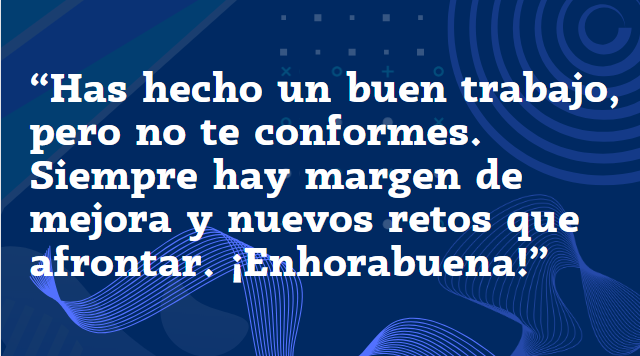 “Has hecho un buen trabajo,
pero no te conformes.
Siempre hay margen de
mejora y nuevos retos que
afrontar. ¡Enhorabuena!”